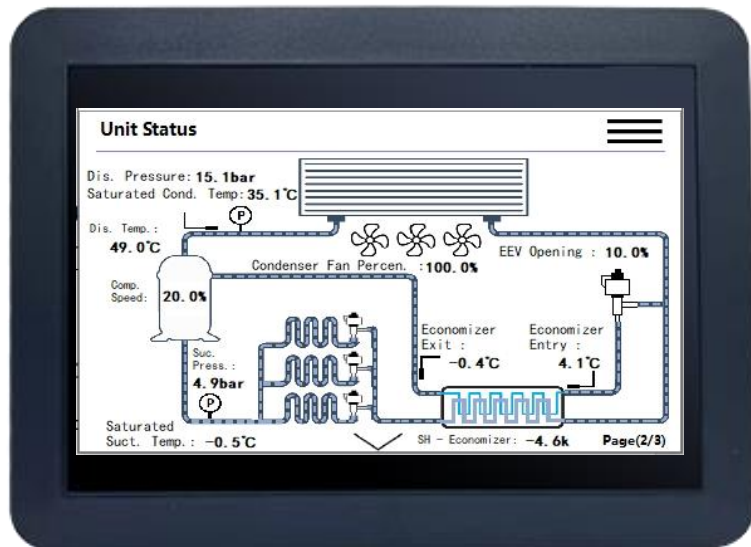 Unit Status
Dis. Pressure: 15.1bar
Saturated Cond. Temp: 35.1℃
P
Dis. Temp.:
49.0℃
Condenser Fan Percen. :100.0%
EEV Opening : 10.0%
Comp.
Speed:
20.0%
Economizer
Exit :
-0.4℃
Economizer
Entry :
4.1℃
Suc.
Press.:
4.9bar
P
Saturated
Suct. Temp.: -0.5℃
SH - Economizer: -4.6k
Page(2/3)